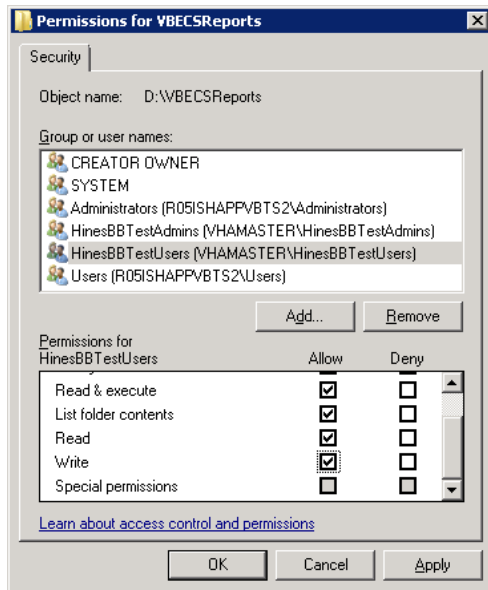 Permissions for VBECSReports
Security
Object name: D:\VBECSReports
Group or user names:
CREATOR OWNER
SYSTEM
Administrators (R05ISHAPPVBTS2\Administrators)
HinesBBTestAdmins (VHAMASTER\HinesBBTestAdmins)
HinesBBTestUsers (VHAMASTER\HinesBBTestUsers)
Users (R05ISHAPPVBTS2\Users)
Add... Remove
Permissions for
HinesBBTestUsers Allow Deny
Read & execute
List folder contents
Read
Write
Special permissions
Learn about access control and permissions
OK Cancel Apply